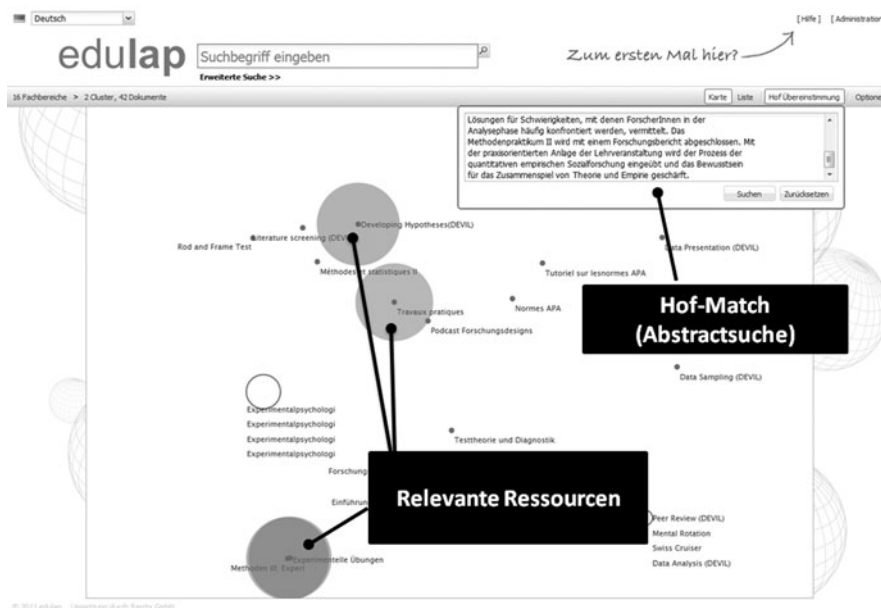 Deutsch
[ Hilfe ] [ Administration
edulap
Suchbegriff eingeben
Zum ersten Mal hier?
Erweiterte Suche >>
16 Fachbereiche > 2 Cluster, 42 Dokumente
Karte Liste Hof Übereinstimmung Optione
Lösungen für Schwierigkeiten, mit denen ForscherInnen in der
Analysephase häufig konfrontiert werden, vermittelt. Das
Methodenpraktikum II wird mit einem Forschungsbericht abgeschlossen. Mit
der praxisorientierten Anlage der Lehrveranstaltung wird der Prozess der
quantitativen empirischen Sozialforschung eingeübt und das Bewusstsein
für das Zusammenspiel von Theorie und Empirie geschärft.
Suchen Zurücksetzen
Developing Hypotheses(DEVIL)
Literature screening (DEVI
Rod and Frame Test
Data Presentation (DEVIL)
Méthodes et statistiques II
Tutoriel sur lesnormes APA
Travaux pratiques
Normes APA
Podcast Forschungsdesigns
Hof-Match
(Abstractsuche)
Data Sampling (DEVIL)
Experimentalpsychologi
Experimentalpsychologi
Experimentalpsychologi
Experimentalpsychologi
Testtheorie und Diagnostik
Forschung
Einführun
Relevante Ressourcen
Peer Review (DEVIL)
Mental Rotation
Swiss Cruiser
Data Analysis (DEVIL)
Experimentelle Übungen
Methoden III: Experi